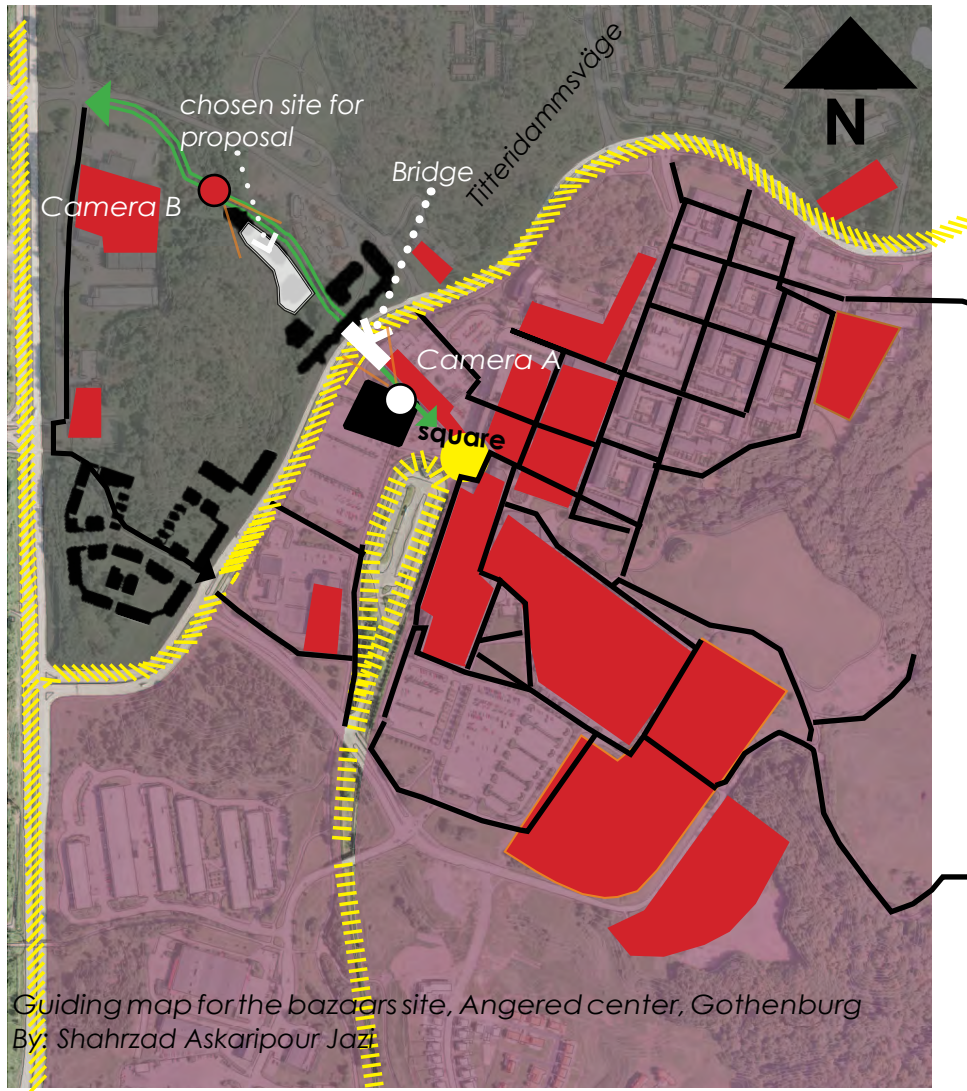 Titteridammsväge
N
chosen site for
proposal
Bridge
Camera B
Camera A
square
Guiding map for the bazaars site, Angered center, Gothenburg
By: Shahrzad Askaripour Jazi